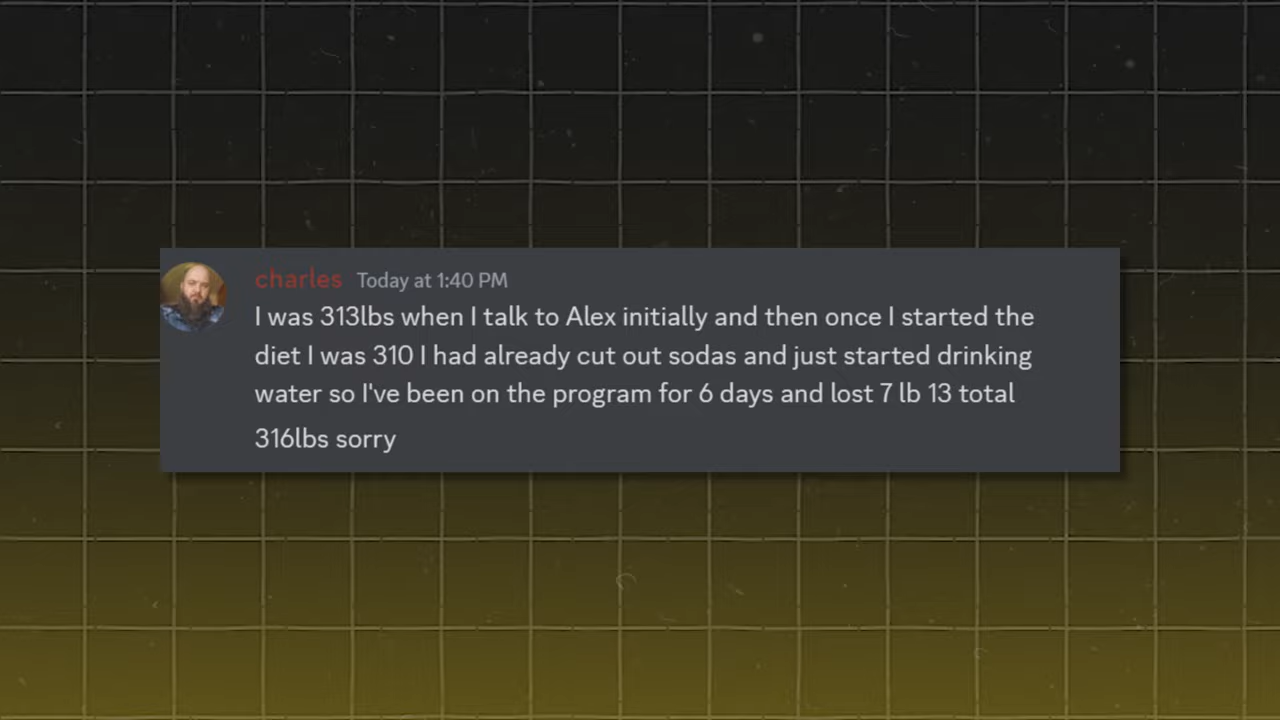 charles Today at 1:40 PM
I was 313lbs when I talk to Alex initially and then once I started the
diet I was 310 I had already cut out sodas and just started drinking
water so I've been on the program for 6 days and lost 7 lb 13 total
316lbs sorry